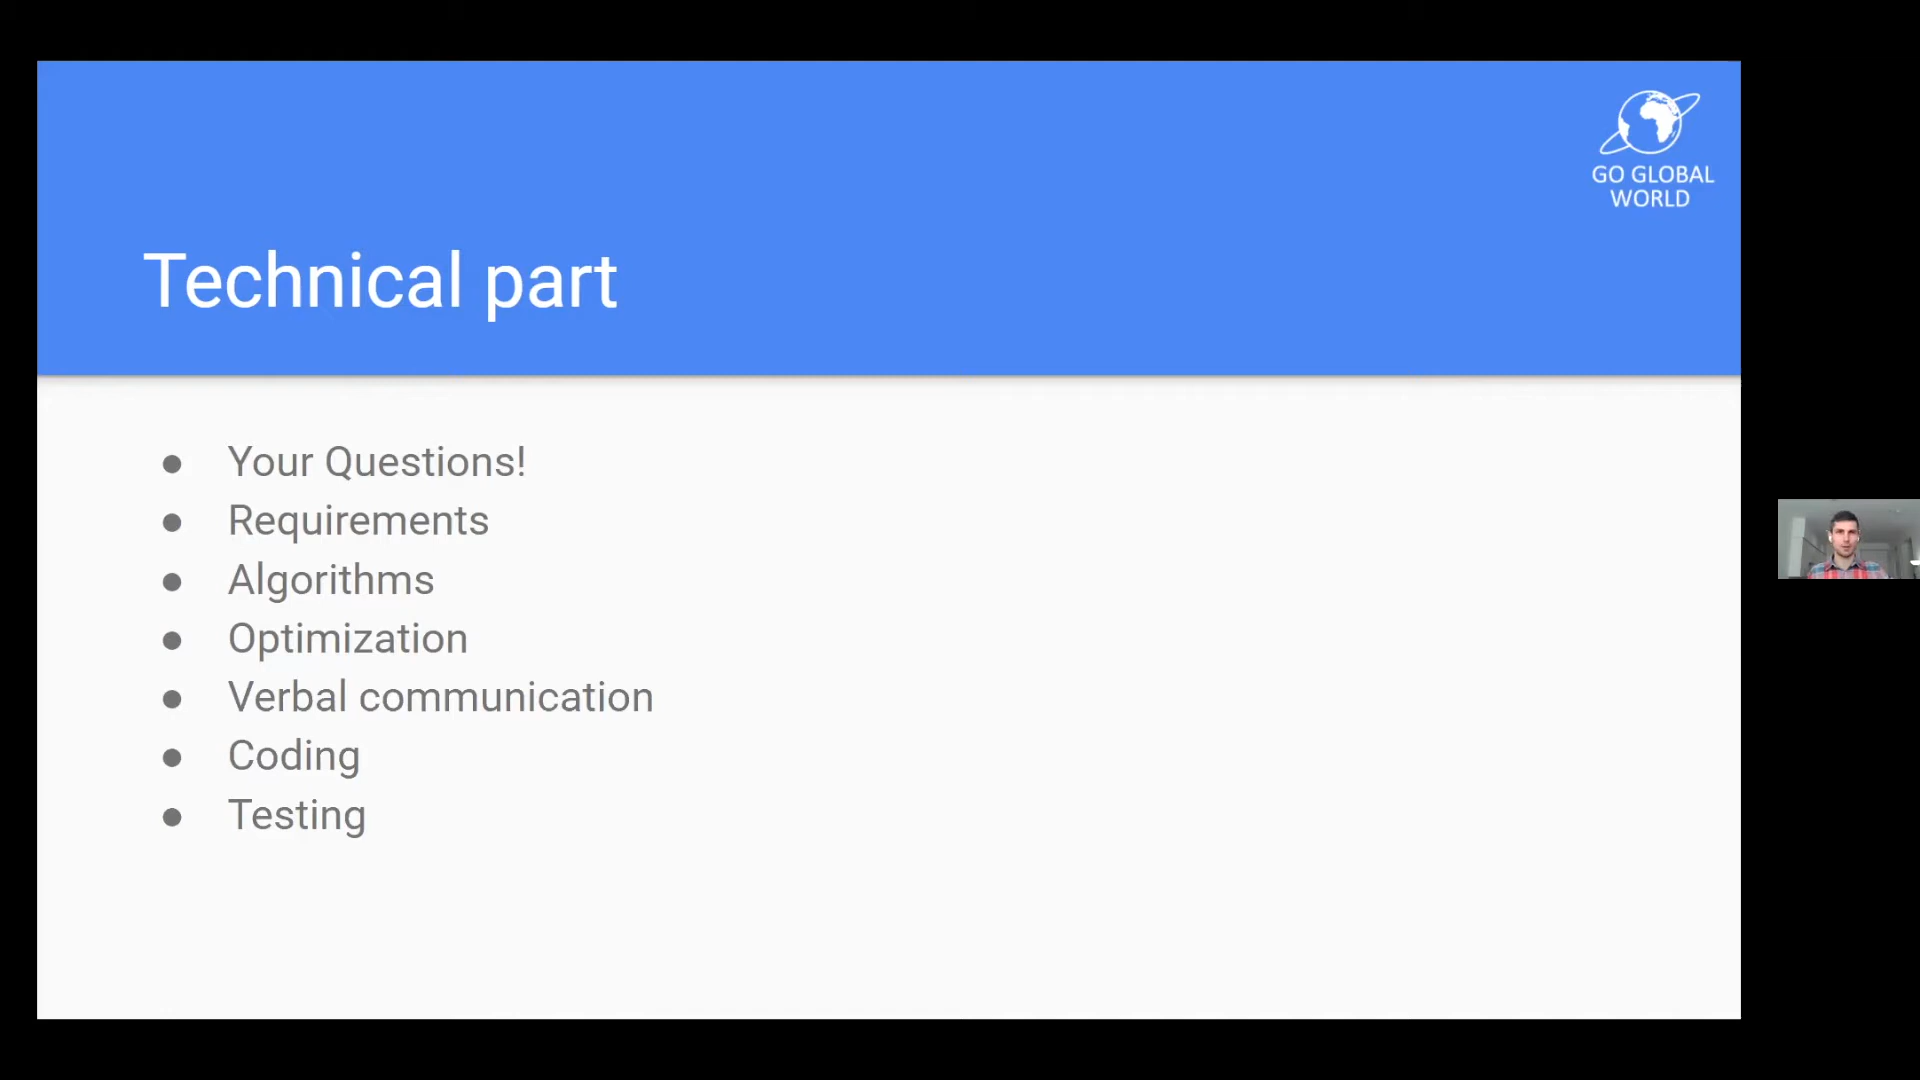 GO GLOBAL
WORLD
Technical part
● Your Questions!
● Requirements
● Algorithms
● Optimization
● Verbal communication
● Coding
● Testing